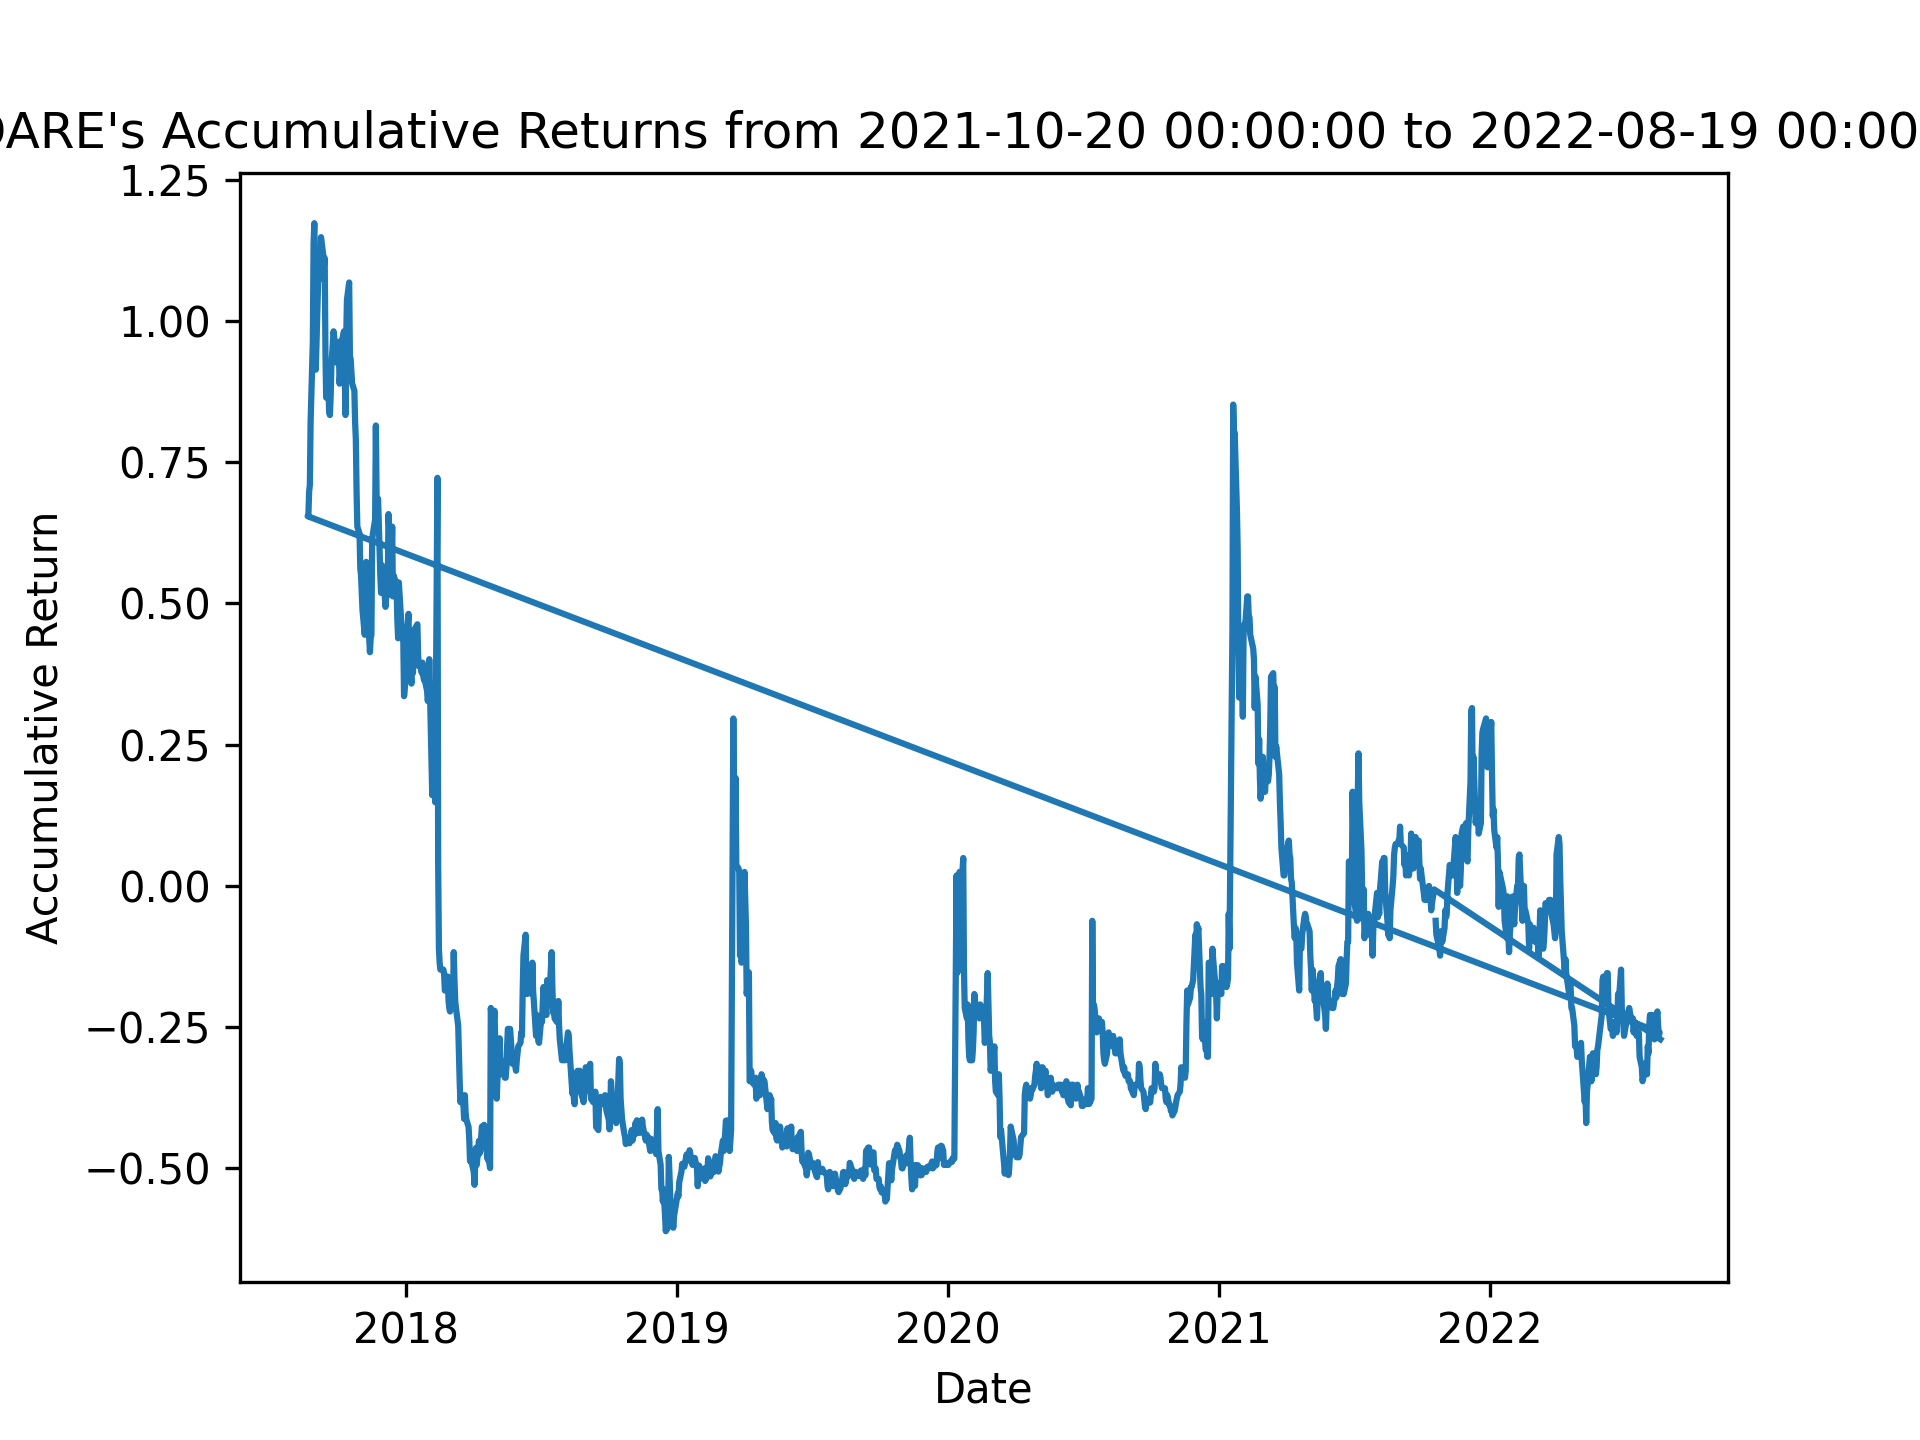 DARE's Accumulative Returns from 2021-10-20 00:00:00 to 2022-08-19 00:00
1.25
1.00
0.75
0.50
0.25
0.00
−0.25
−0.50
Accumulative Return
2018 2019 2020 2021 2022
Date